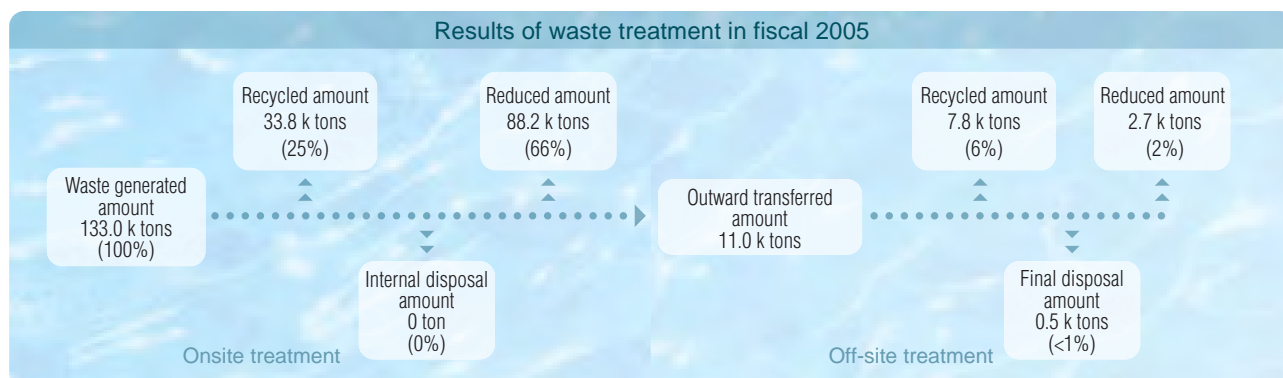 Results of waste treatment in fiscal 2005
Waste generated
amount
133.0 k tons
(100%)
Recycled amount
33.8 k tons
(25%)
Internal disposal
amount
0 ton
(0%)
Reduced amount
88.2 k tons
(66%)
Onsite treatment
Outward transferred
amount
11.0 k tons
Recycled amount
7.8 k tons
(6%)
Final disposal
amount
0.5 k tons
(<1%)
Reduced amount
2.7 k tons
(2%)
Off-site treatment